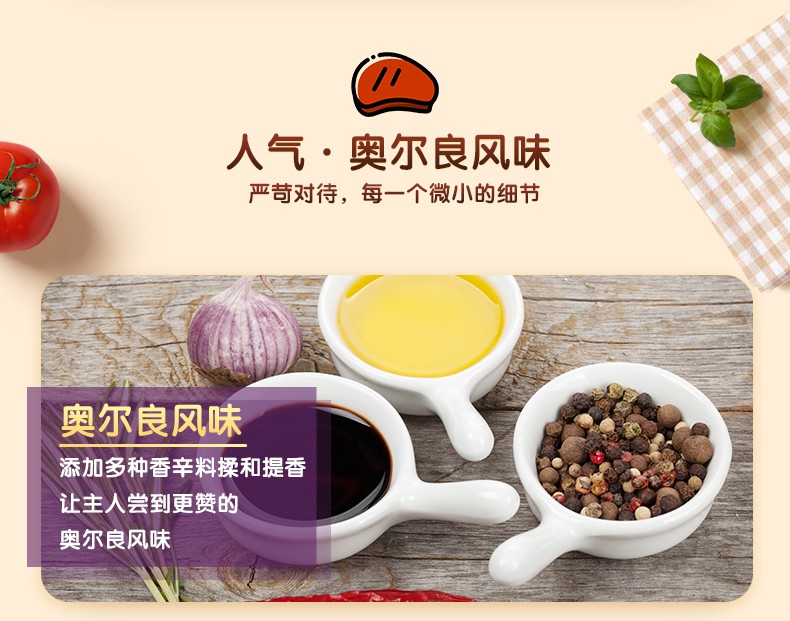 人气·奥尔良风味
严苛对待，每一个微小的细节
奥尔良风味
添加多种香辛料揉和提香
让主人尝到更赞的
奥尔良风味